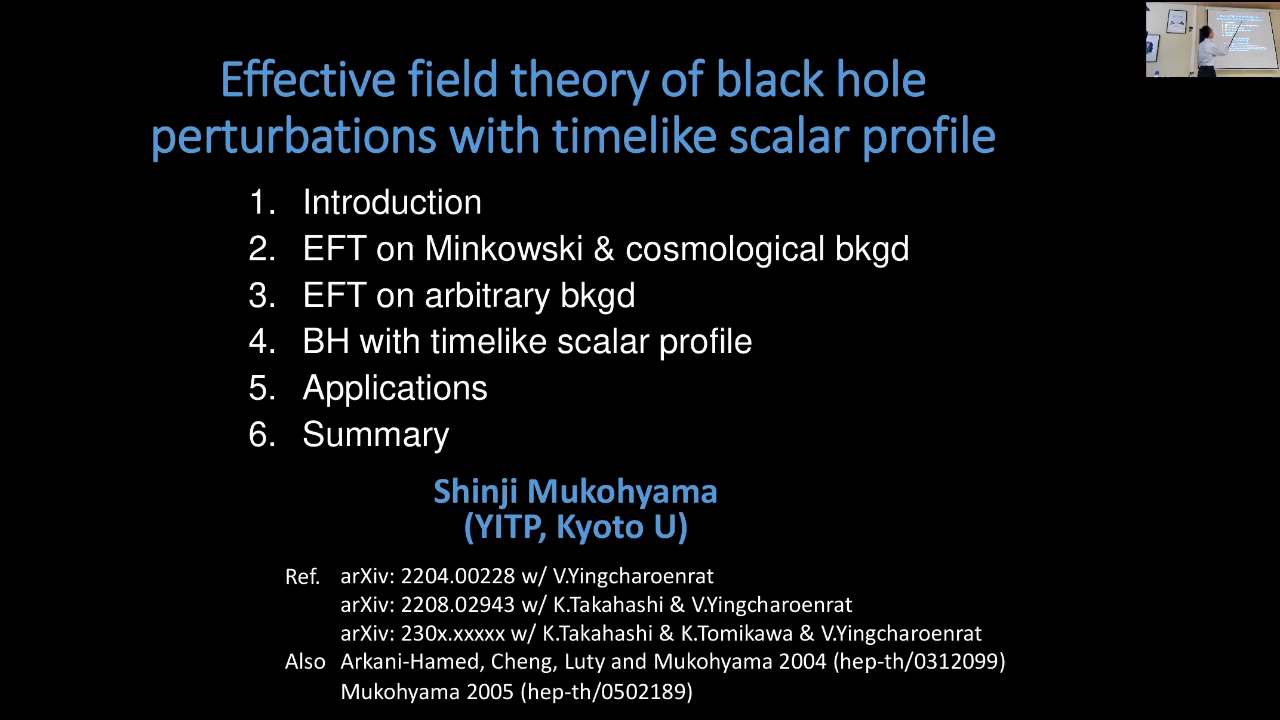 Effective field theory of black hole
perturbations with timelike scalar profile
1. Introduction
2. EFT on Minkowski & cosmological bkgd
3. EFT on arbitrary bkgd
4. BH with timelike scalar profile
5. Applications
6. Summary
Shinji Mukohyama
(YITP, Kyoto U)
Ref. arXiv: 2204.00228 w/ V.Yingcharoenrat
arXiv: 2208.02943 w/ K.Takahashi & V.Yingcharoenrat
arXiv: 230x.xxxxx w/ K.Takahashi & K.Tomikawa & V.Yingcharoenrat
Also Arkani-Hamed, Cheng, Luty and Mukohyama 2004 (hep-th/0312099)
Mukohyama 2005 (hep-th/0502189)